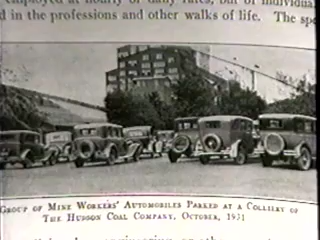 employed at hourly or daily rates, but of individual
d in the professions and other walks of life. The spe
GROUP OF MINE WORKERS' AUTOMOBILES PARKED AT A COLLIERY OF
THE HUDSON COAL COMPANY, OCTOBER, 1931